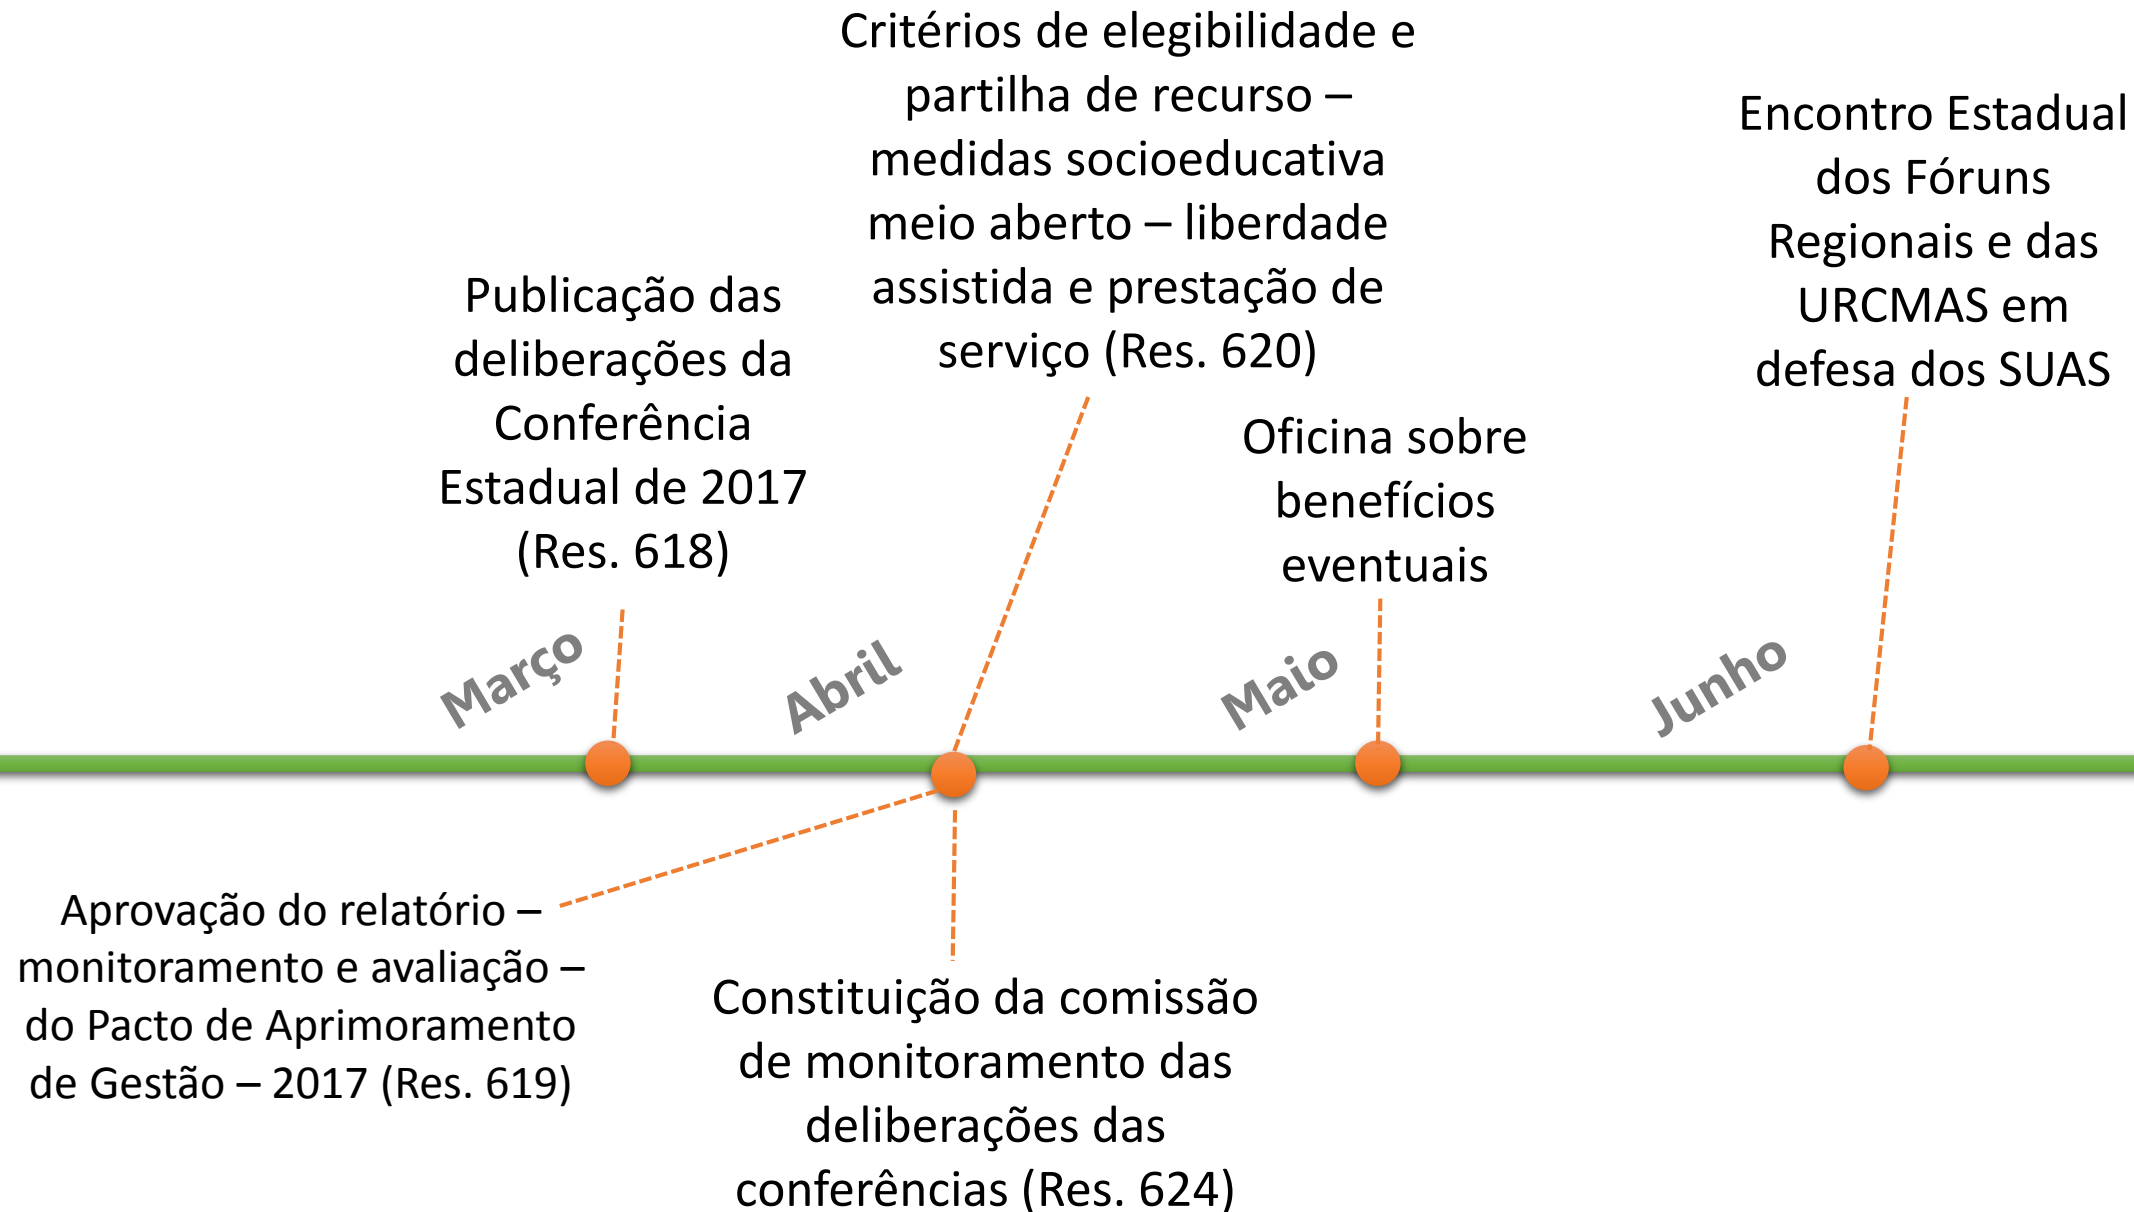 Critérios de elegibilidade e
partilha de recurso –
medidas socioeducativa
meio aberto – liberdade
assistida e prestação de
serviço (Res. 620)
Encontro Estadual
dos Fóruns
Regionais e das
URCMAS em
defesa dos SUAS
Publicação das
deliberações da
Conferência
Estadual de 2017
(Res. 618)
Oficina sobre
benefícios
eventuais
Março
Abril
Maio
Junho
Aprovação do relatório –
monitoramento e avaliação –
do Pacto de Aprimoramento
de Gestão – 2017 (Res. 619)
Constituição da comissão
de monitoramento das
deliberações das
conferências (Res. 624)